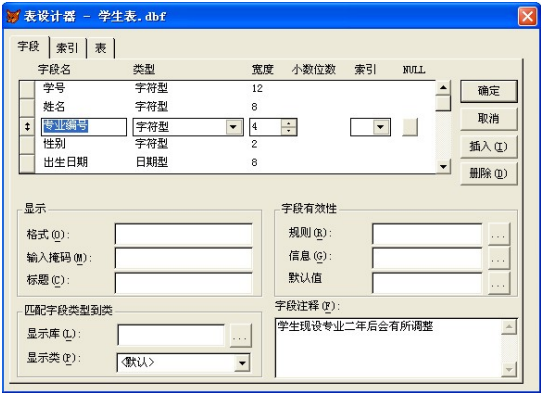 表设计器 - 学生表.dbf
字段 索引 表
字段名 类型 宽度 小数位数 索引 NULL
学号 字符型 12
姓名 字符型 8
专业编号 字符型 4
性别 字符型 2
出生日期 日期型 8
确定
取消
插入(I)
删除(D)
显示
格式(O):
输入掩码(M):
标题(C):
字段有效性
规则(R): ...
信息(G): ...
默认值 ...
匹配字段类型到类
显示库(L): ...
显示类(P): <默认>
字段注释(F):
学生现设专业二年后会有所调整